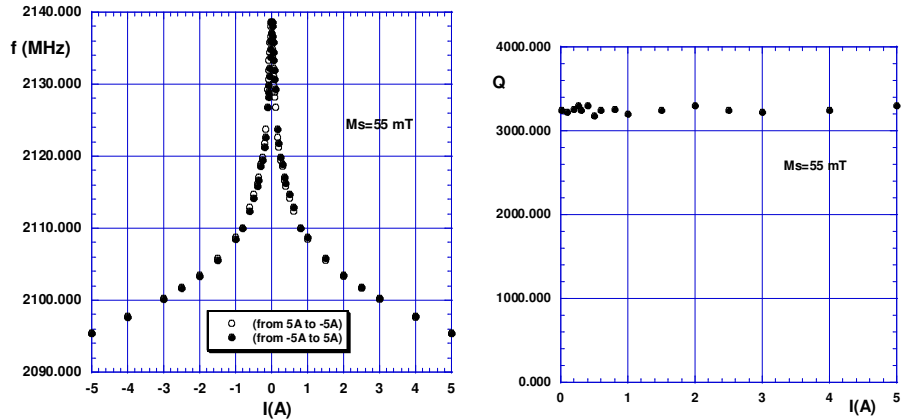 f (MHz)
2140.000
2130.000
2120.000
2110.000
2100.000
2090.000
Ms=55 mT
(from 5A to -5A)
(from -5A to 5A)
-5 -4 -3 -2 -1 0 1 2 3 4 5
I(A)
Q
4000.000
3000.000
2000.000
1000.000
0.000
Ms=55 mT
0 1 2 3 4 5
I(A)